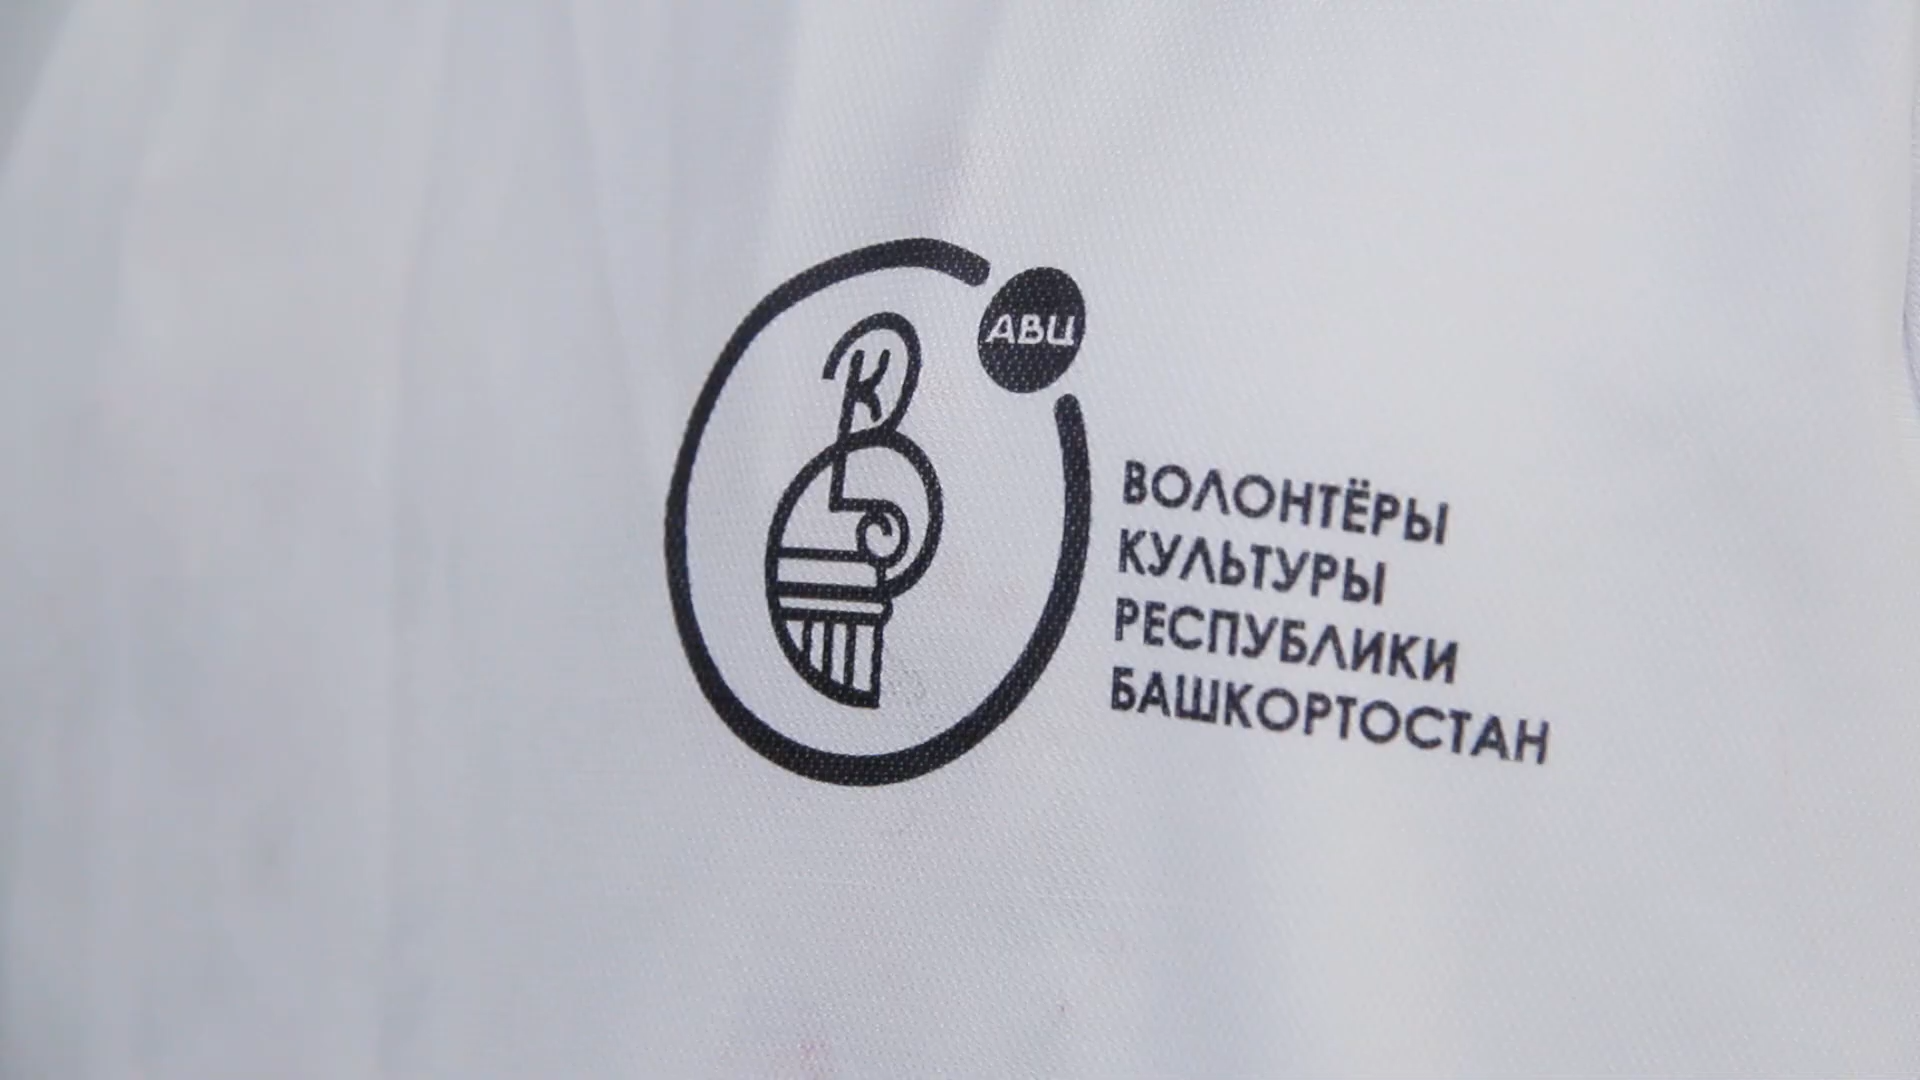 АВЦ
К
ВОЛОНТЁРЫ
КУЛЬТУРЫ
РЕСПУБЛИКИ
БАШКОРТОСТАН